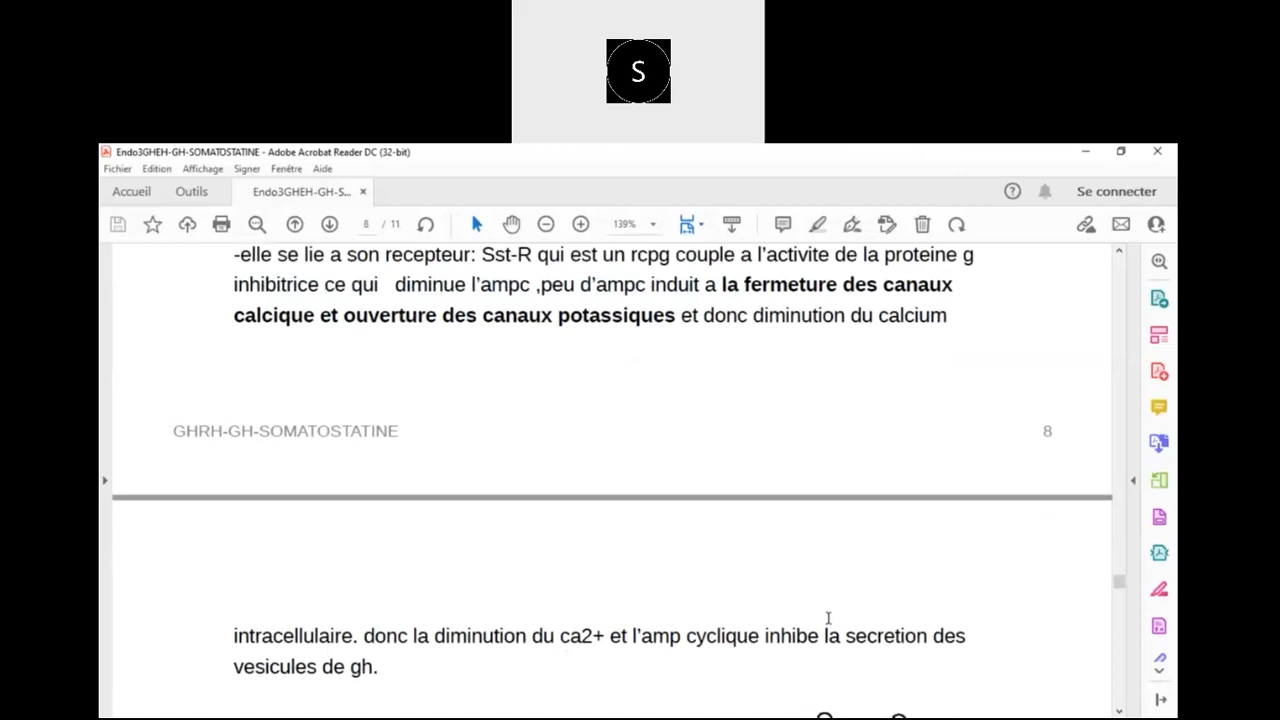 S
Endo3GHEH-GH-SOMATOSTATINE - Adobe Acrobat Reader DC (32-bit)
Fichier Edition Affichage Signer Fenêtre Aide
Accueil Outils Endo3GHEH-GH-S... × Se connecter
8 / 11 139%
-elle se lie a son recepteur: Sst-R qui est un rcpg couple a l’activite de la proteine g
inhibitrice ce qui diminue l’ampc ,peu d’ampc induit a la fermeture des canaux
calcique et ouverture des canaux potassiques et donc diminution du calcium
GHRH-GH-SOMATOSTATINE 8
intracellulaire. donc la diminution du ca2+ et l’amp cyclique inhibe la secretion des
vesicules de gh.